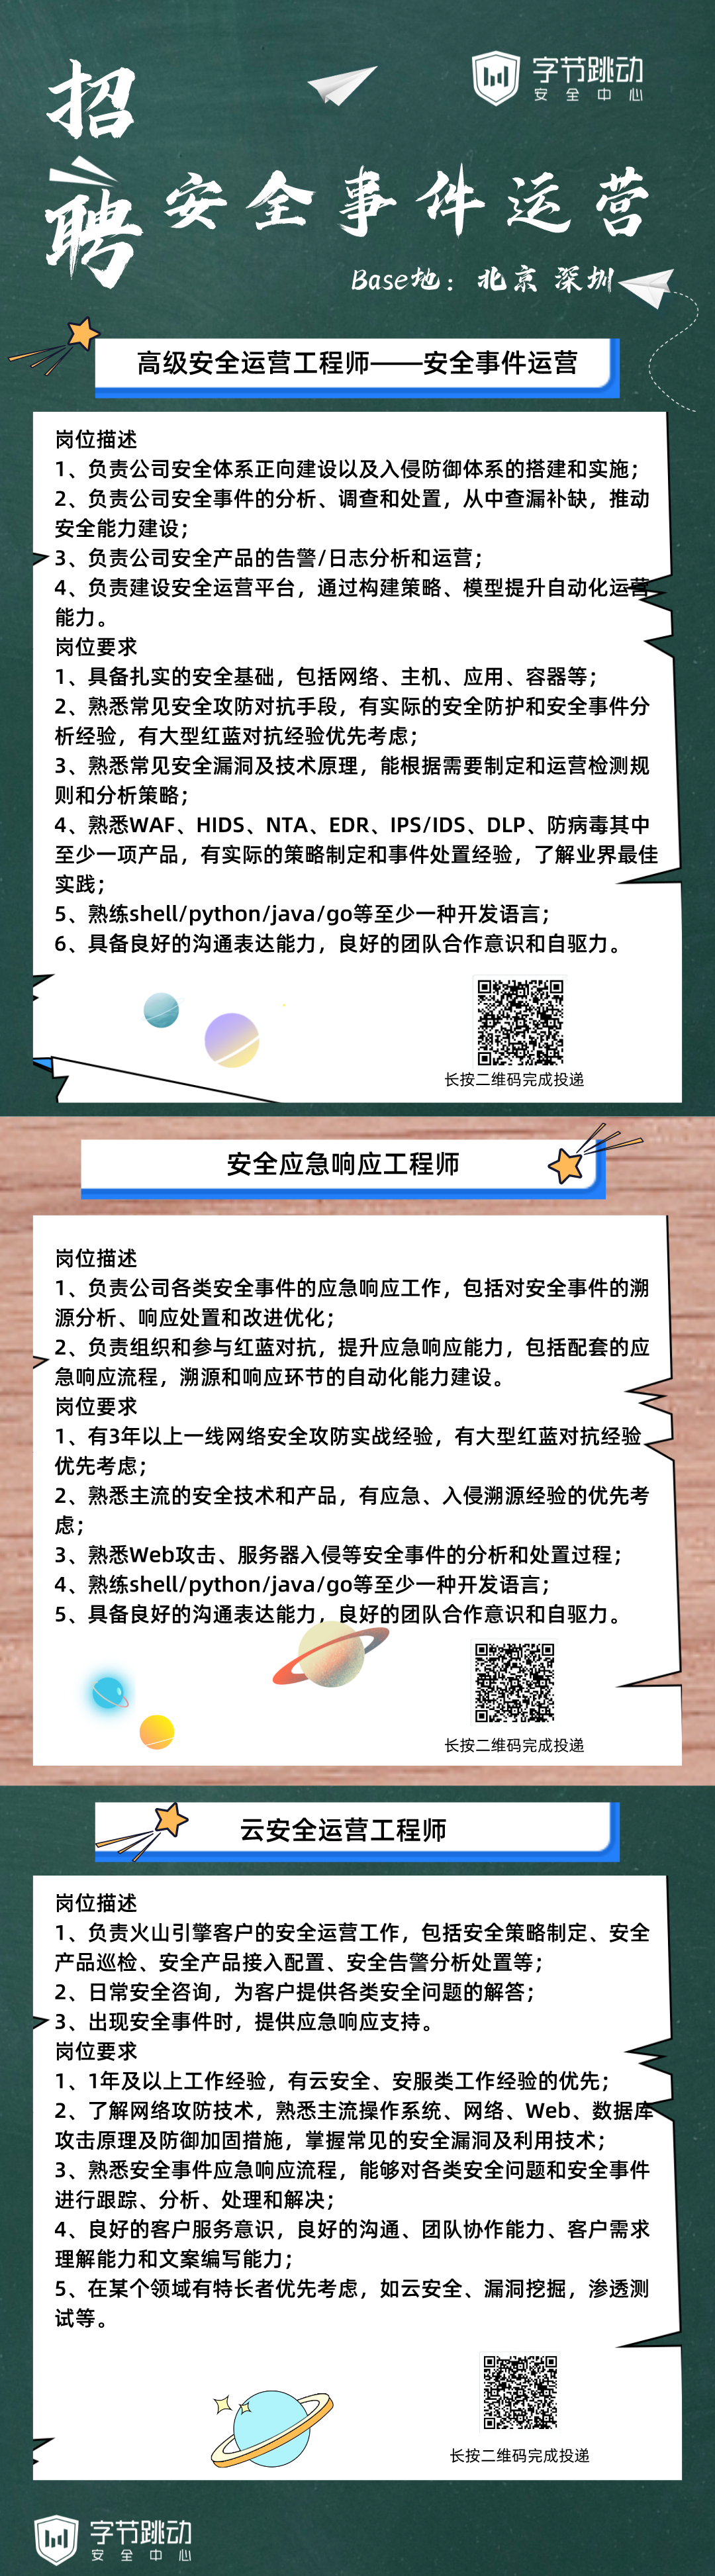 字节跳动
安全中心
招聘
安全事件运营
Base地：北京 深圳
高级安全运营工程师——安全事件运营
岗位描述
1、负责公司安全体系正向建设以及入侵防御体系的搭建和实施；
2、负责公司安全事件的分析、调查和处置，从中查漏补缺，推动
安全能力建设；
3、负责公司安全产品的告警/日志分析和运营；
4、负责建设安全运营平台，通过构建策略、模型提升自动化运营
能力。
岗位要求
1、具备扎实的安全基础，包括网络、主机、应用、容器等；
2、熟悉常见安全攻防对抗手段，有实际的安全防护和安全事件分
析经验，有大型红蓝对抗经验优先考虑；
3、熟悉常见安全漏洞及技术原理，能根据需要制定和运营检测规
则和分析策略；
4、熟悉WAF、HIDS、NTA、EDR、IPS/IDS、DLP、防病毒其中
至少一项产品，有实际的策略制定和事件处置经验，了解业界最佳
实践；
5、熟练shell/python/java/go等至少一种开发语言；
6、具备良好的沟通表达能力，良好的团队合作意识和自驱力。
长按二维码完成投递
安全应急响应工程师
岗位描述
1、负责公司各类安全事件的应急响应工作，包括对安全事件的溯
源分析、响应处置和改进优化；
2、负责组织和参与红蓝对抗，提升应急响应能力，包括配套的应
急响应流程，溯源和响应环节的自动化能力建设。
岗位要求
1、有3年以上一线网络安全攻防实战经验，有大型红蓝对抗经验
优先考虑；
2、熟悉主流的安全技术和产品，有应急、入侵溯源经验的优先考
虑；
3、熟悉Web攻击、服务器入侵等安全事件的分析和处置过程；
4、熟练shell/python/java/go等至少一种开发语言；
5、具备良好的沟通表达能力，良好的团队合作意识和自驱力。
长按二维码完成投递
云安全运营工程师
岗位描述
1、负责火山引擎客户的安全运营工作，包括安全策略制定、安全
产品巡检、安全产品接入配置、安全告警分析处置等；
2、日常安全咨询，为客户提供各类安全问题的解答；
3、出现安全事件时，提供应急响应支持。
岗位要求
1、1年及以上工作经验，有云安全、安服类工作经验的优先；
2、了解网络攻防技术，熟悉主流操作系统、网络、Web、数据库
攻击原理及防御加固措施，掌握常见的安全漏洞及利用技术；
3、熟悉安全事件应急响应流程，能够对各类安全问题和安全事件
进行跟踪、分析、处理和解决；
4、良好的客户服务意识，良好的沟通、团队协作能力、客户需求
理解能力和文案编写能力；
5、在某个领域有特长者优先考虑，如云安全、漏洞挖掘，渗透测
试等。
长按二维码完成投递
字节跳动
安全中心